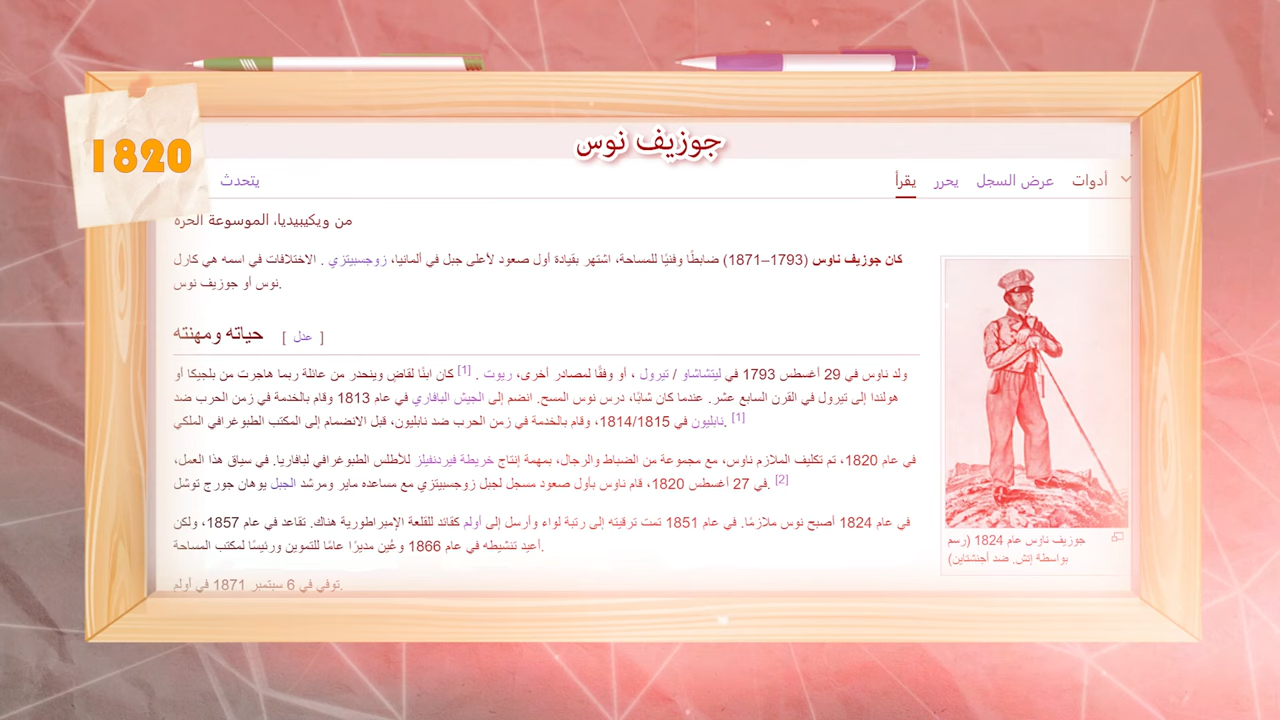 1820
جوزيف نوس
أدوات عرض السجل يحرر يقرأ يتحدث
من ويكيبيديا، الموسوعة الحرة
كان جوزيف ناوس (1793–1871) ضابطًا وفنيًا للمساحة، اشتهر بقيادة أول صعود لأعلى جبل في ألمانيا، زوجسبيتزي . الاختلافات في اسمه هي كارل
نوس أو جوزيف نوس.
حياته ومهنته [ عدل ]
ولد ناوس في 29 أغسطس 1793 في ليتشاشاو / تيرول ، أو وفقًا لمصادر أخرى، ريوت . [1] كان ابنًا لقاضٍ وينحدر من عائلة ربما هاجرت من بلجيكا أو
هولندا إلى تيرول في القرن السابع عشر. عندما كان شابًا، درس نوس المسح. انضم إلى الجيش البافاري في عام 1813 وقام بالخدمة في زمن الحرب ضد
نابليون في 1814/1815، وقام بالخدمة في زمن الحرب ضد نابليون، قبل الانضمام إلى المكتب الطبوغرافي الملكي. [1]
في عام 1820، تم تكليف الملازم ناوس، مع مجموعة من الضباط والرجال، بمهمة إنتاج خريطة فيردنفيلز للأطلس الطبوغرافي لبافاريا. في سياق هذا العمل،
في 27 أغسطس 1820، قام ناوس بأول صعود مسجل لجبل زوجسبيتزي مع مساعده ماير ومرشد الجبل يوهان جورج توشل. [2]
في عام 1824 أصبح نوس ملازمًا. في عام 1851 تمت ترقيته إلى رتبة لواء وأرسل إلى أولم كقائد للقلعة الإمبراطورية هناك. تقاعد في عام 1857، ولكن
أعيد تنشيطه في عام 1866 وعُين مديرًا عامًا للتموين ورئيسًا لمكتب المساحة.
توفي في 6 سبتمبر 1871 في أولم.
جوزيف ناوس عام 1824 (رسم
بواسطة إتش. ضد أجنشتاين)